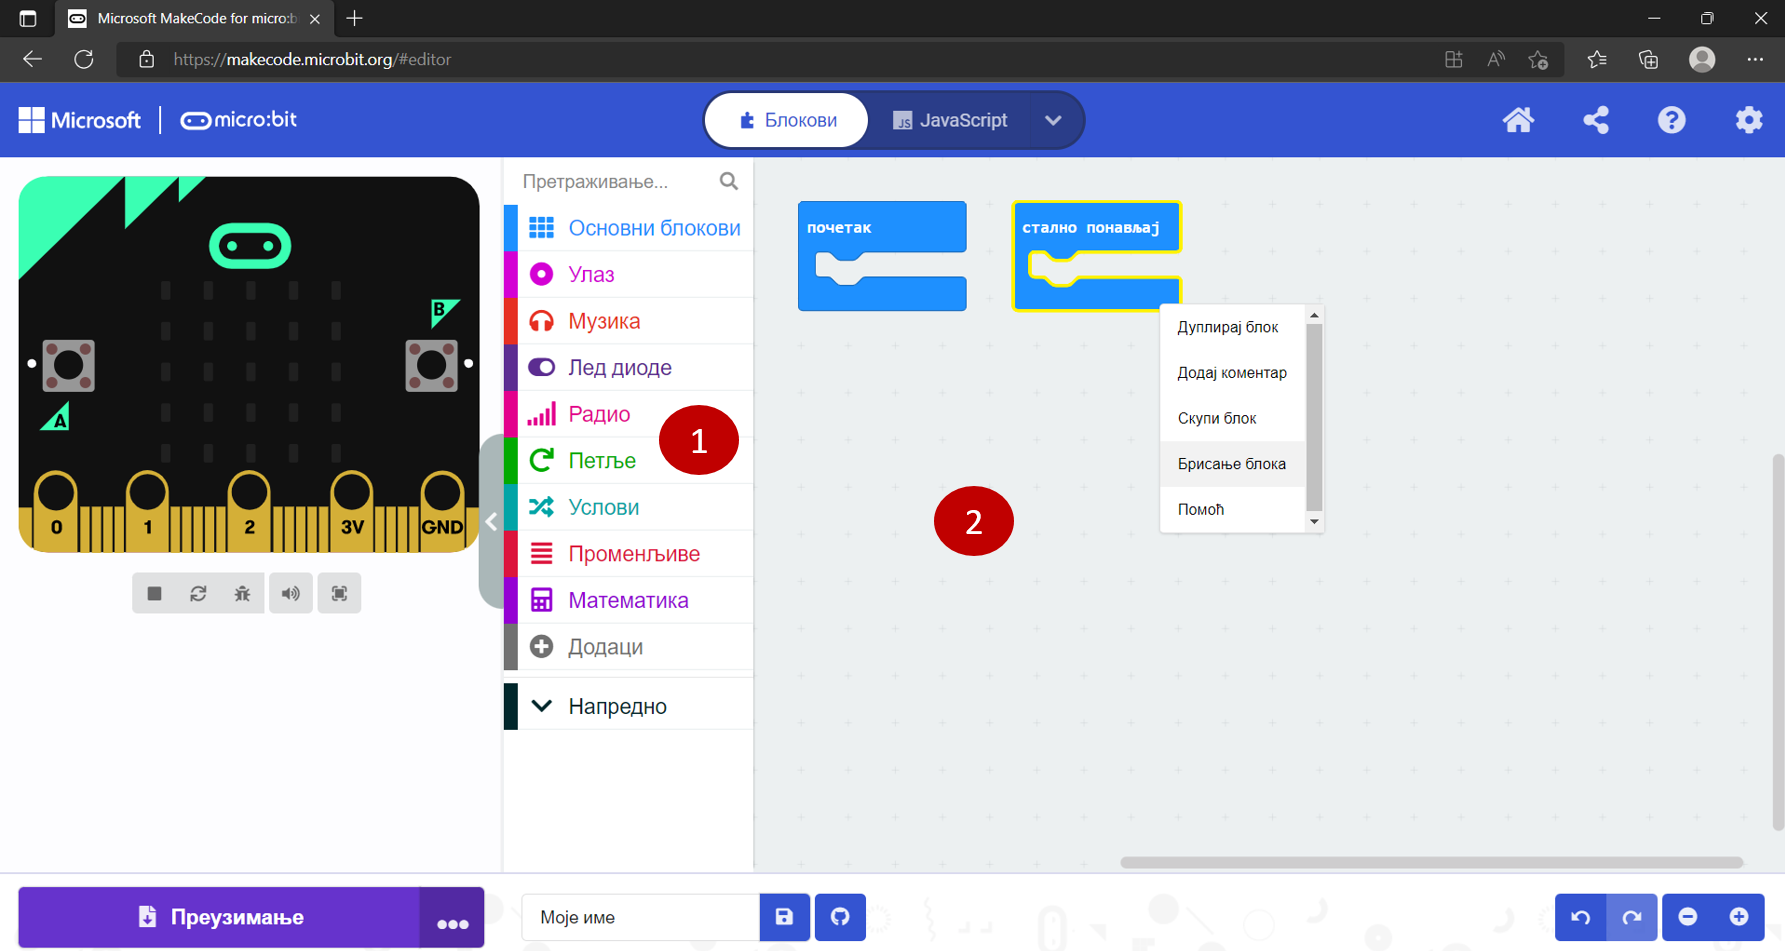 Microsoft MakeCode for micro:b
https://makecode.microbit.org/#editor
Microsoft
micro:bit
Блокови
JS JavaScript
B
A
0
1
2
3V
GND
Претраживање...
Основни блокови
Улаз
Музика
Лед диоде
Радио
Петље
Услови
Променљиве
Математика
Додаци
Напредно
1
почетак
стално понављај
2
Дуплирај блок
Додај коментар
Скупи блок
Брисање блока
Помоћ
Преузимање
Моје име